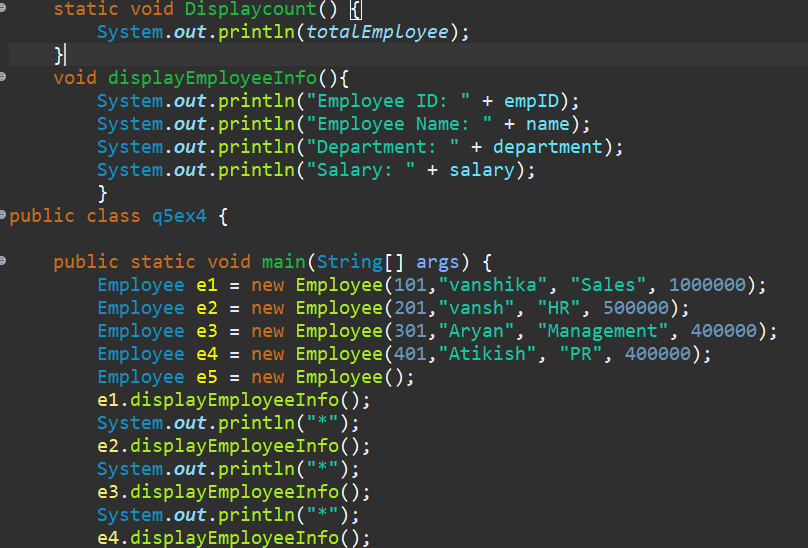 static void Displaycount() {
System.out.println(totalEmployee);
}
void displayEmployeeInfo(){
System.out.println("Employee ID: " + empID);
System.out.println("Employee Name: " + name);
System.out.println("Department: " + department);
System.out.println("Salary: " + salary);
}
public class q5ex4 {
public static void main(String[] args) {
Employee e1 = new Employee(101,"vanshika", "Sales", 1000000);
Employee e2 = new Employee(201,"vansh", "HR", 500000);
Employee e3 = new Employee(301,"Aryan", "Management", 400000);
Employee e4 = new Employee(401,"Atikish", "PR", 400000);
Employee e5 = new Employee();
e1.displayEmployeeInfo();
System.out.println("*");
e2.displayEmployeeInfo();
System.out.println("*");
e3.displayEmployeeInfo();
System.out.println("*");
e4.displayEmployeeInfo();